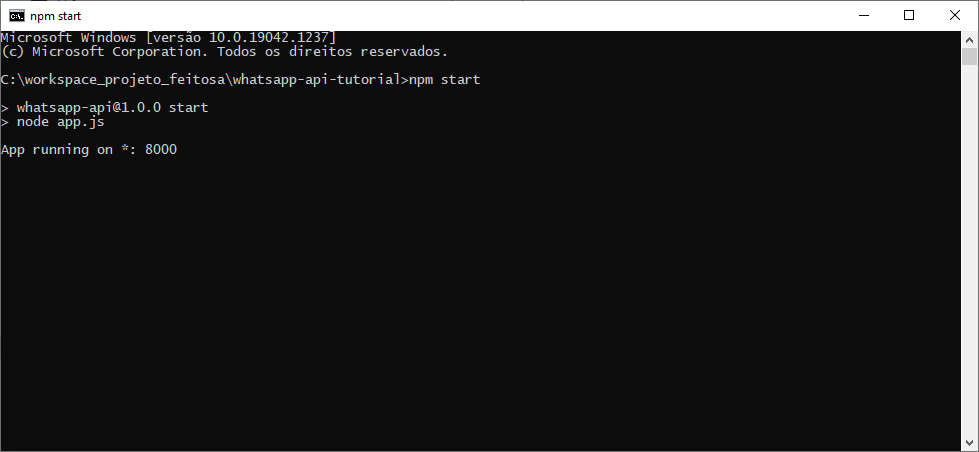 npm start
Microsoft Windows [versão 10.0.19042.1237]
(c) Microsoft Corporation. Todos os direitos reservados.
C:\workspace_projeto_feitosa\whatsapp-api-tutorial>npm start
> whatsapp-api@1.0.0 start
> node app.js
App running on *: 8000